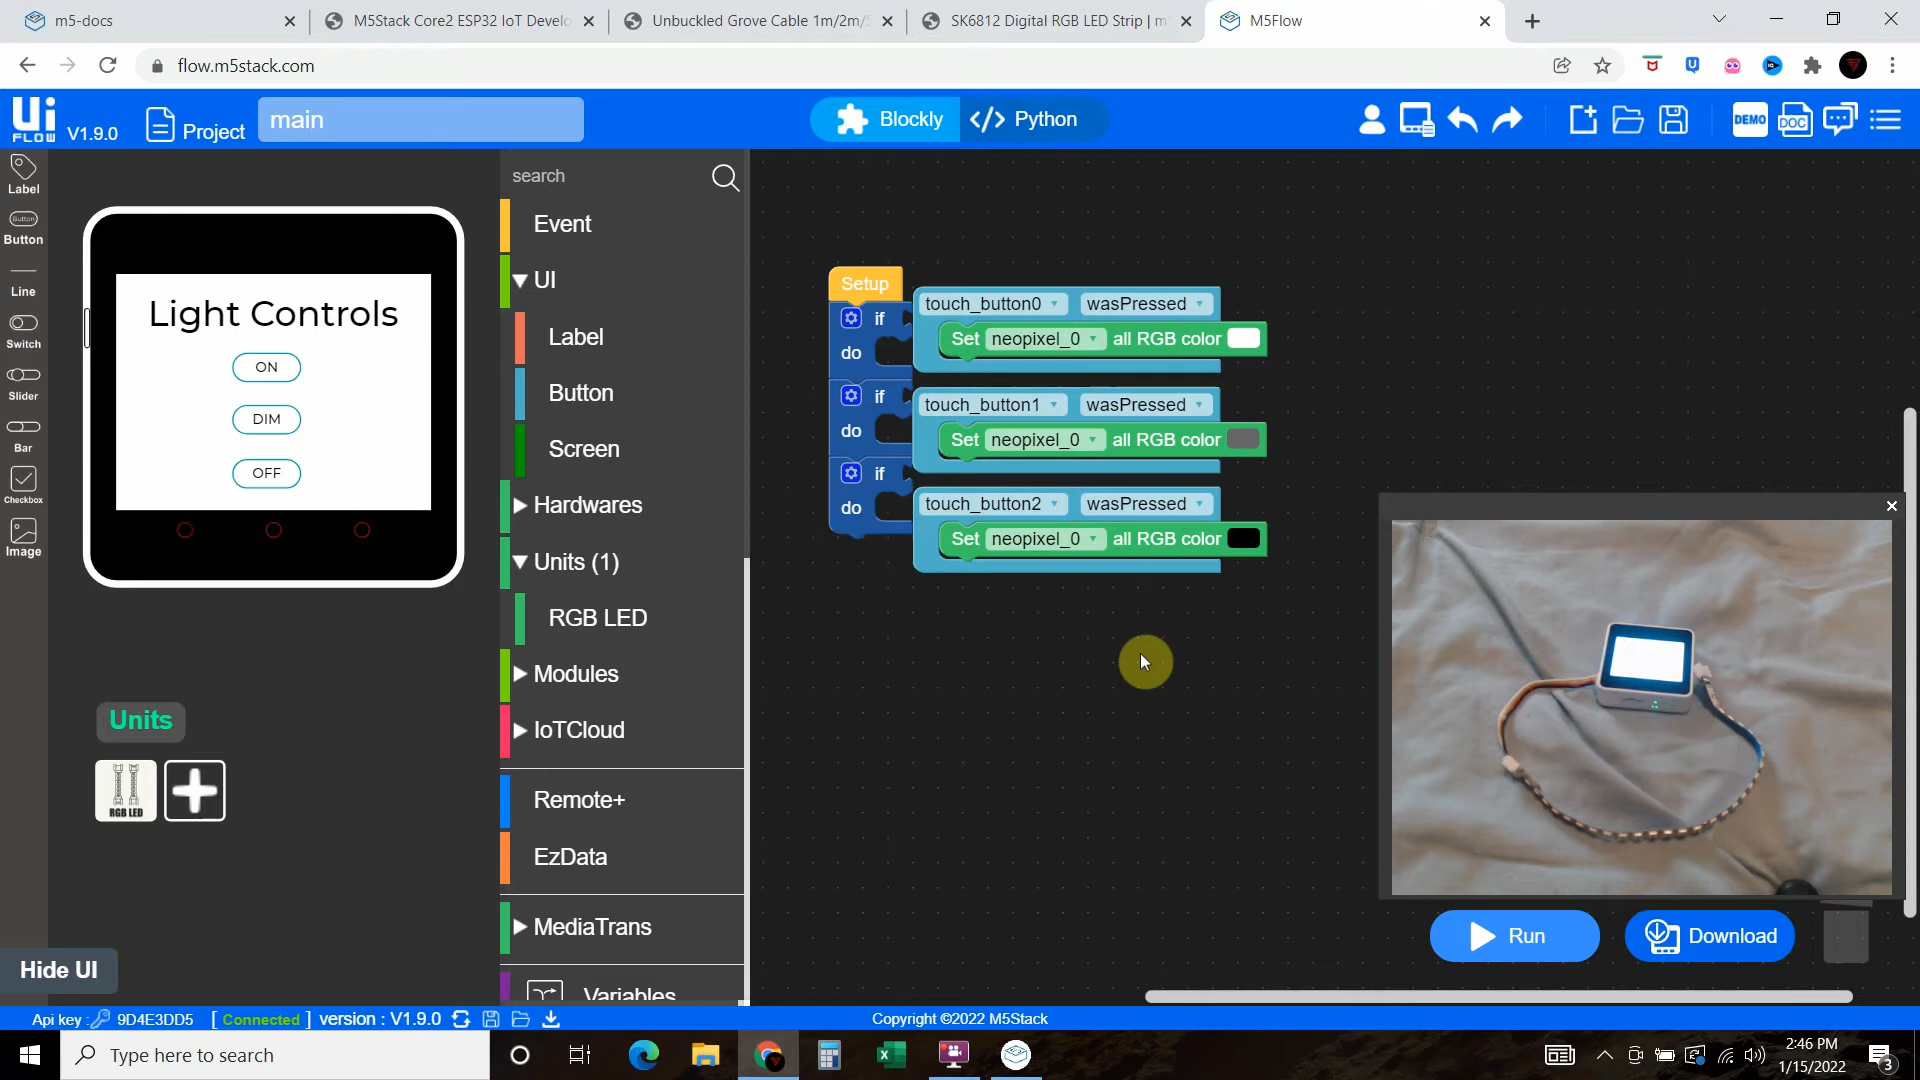 m5-docs
M5Stack Core2 ESP32 IoT Develo
Unbuckled Grove Cable 1m/2m/5
SK6812 Digital RGB LED Strip | m
M5Flow
flow.m5stack.com
Ui
FLOW
V1.9.0
Project
main
Blockly
Python
DEMO
DOC
Label
Button
Button
Line
Switch
Slider
Bar
Checkbox
Image
Light Controls
ON
DIM
OFF
Units
RGB LED
Hide UI
search
Event
UI
Label
Button
Screen
Hardwares
Units (1)
RGB LED
Modules
IoTCloud
Remote+
EzData
MediaTrans
Variables
Setup
if
do
touch_button0 wasPressed
Set neopixel_0 all RGB color
if
do
touch_button1 wasPressed
Set neopixel_0 all RGB color
if
do
touch_button2 wasPressed
Set neopixel_0 all RGB color
Run
Download
Api key : 9D4E3DD5 [ Connected ] version : V1.9.0
Copyright ©2022 M5Stack
Type here to search
2:46 PM
1/15/2022
3